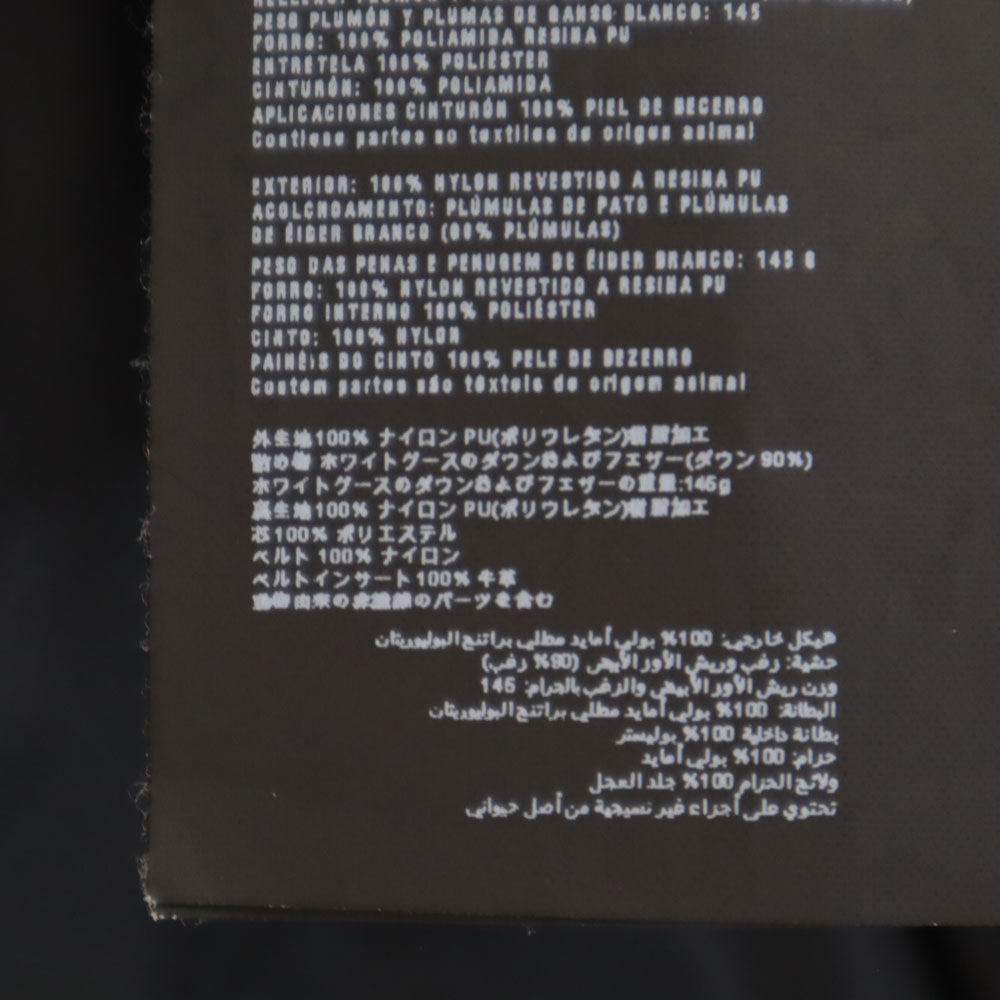 PESO PLUMÓN Y PLUMAS DE GANSO BLANCO: 145
FORRO: 100% POLIAMIDA RESINA PU
ENTRETELA 100% POLIÉSTER
CINTURÓN: 100% POLIAMIDA
APLICACIONES CINTURÓN 100% PIEL DE BECERRO
Contiene partes no textiles de origen animal
EXTERIOR: 100% NYLON REVESTIDO A RESINA PU
ACOLCHOAMENTO: PLÚMULAS DE PATO E PLÚMULAS
DE ÉIDER BRANCO (90% PLÚMULAS)
PESO DAS PENAS E PENUGEM DE ÉIDER BRANCO: 145 g
FORRO: 100% NYLON REVESTIDO A RESINA PU
FORRO INTERNO 100% POLIÉSTER
CINTO: 100% NYLON
PAINÉIS DO CINTO 100% PELE DE BEZERRO
Contém partes não têxteis de origem animal
外生地100% ナイロン PU(ポリウレタン)樹脂加工
詰め物 ホワイトグースのダウンおよびフェザー(ダウン 90%)
ホワイトグースのダウンおよびフェザーの重量:145g
裏生地100% ナイロン PU(ポリウレタン)樹脂加工
芯100% ポリエステル
ベルト 100% ナイロン
ベルトインサート100% 牛革
動物由来の非繊維のパーツを含む
هيكل خارجي: 100% بولي أمايد مطلي براتنج البوليوريتان
حشية: رغب وريش الأوز الأبيض (90% رغب)
وزن ريش الأوز الأبيض والرغب بالجرام: 145
البطانة: 100% بولي أمايد مطلي براتنج البوليوريتان
بطانة داخلية 100% بوليستر
حزام: 100% بولي أمايد
ولائج الحزام 100% جلد العجل
تحتوي على أجزاء غير نسيجية من أصل حيواني